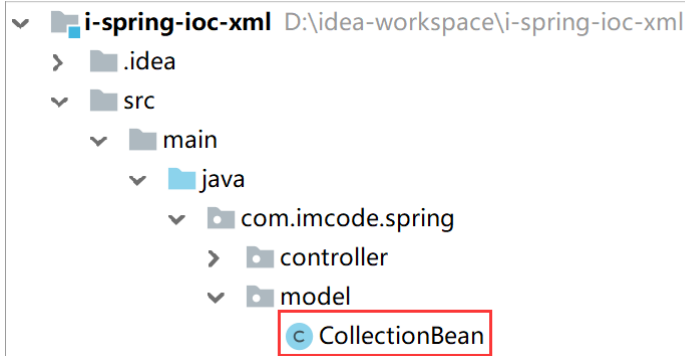 i-spring-ioc-xml D:\idea-workspace\i-spring-ioc-xml
.idea
src
main
java
com.imcode.spring
controller
model
C CollectionBean